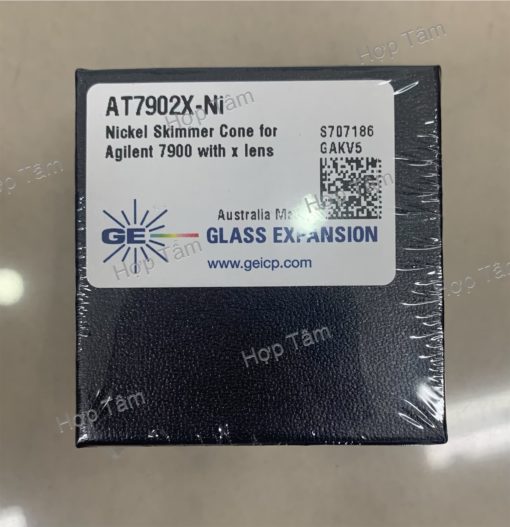 AT7902X-Ni
Nickel Skimmer Cone for
Agilent 7900 with x lens
S707186
GAKV5
Australia
GE
GLASS EXPANSION
www.geicp.com
Hợp Tâm
Hợp Tâm
Hợp Tâm
Hợp Tâm
Hợp Tâm
Hợp Tâm
Hợp Tâm